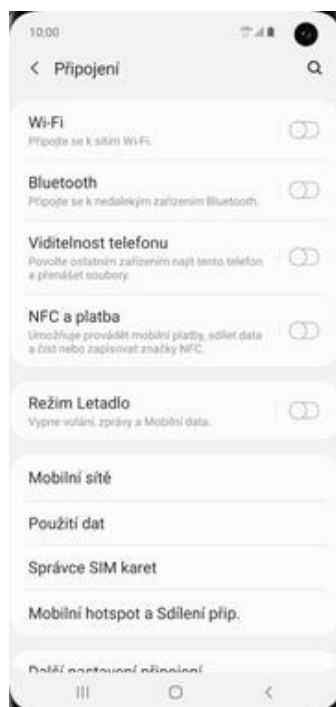 10:00
Připojení
Wi-Fi
Připojte se k sítím Wi-Fi.
Bluetooth
Připojte se k nedalekým zařízením Bluetooth.
Viditelnost telefonu
Povolte ostatním zařízením najít tento telefon
a přenášet soubory.
NFC a platba
Umožňuje provádět mobilní platby, sdílet data
a číst nebo zapisovat značky NFC.
Režim Letadlo
Vypne volání, zprávy a Mobilní data.
Mobilní sítě
Použití dat
Správce SIM karet
Mobilní hotspot a Sdílení přip.
Další nastavení připojení